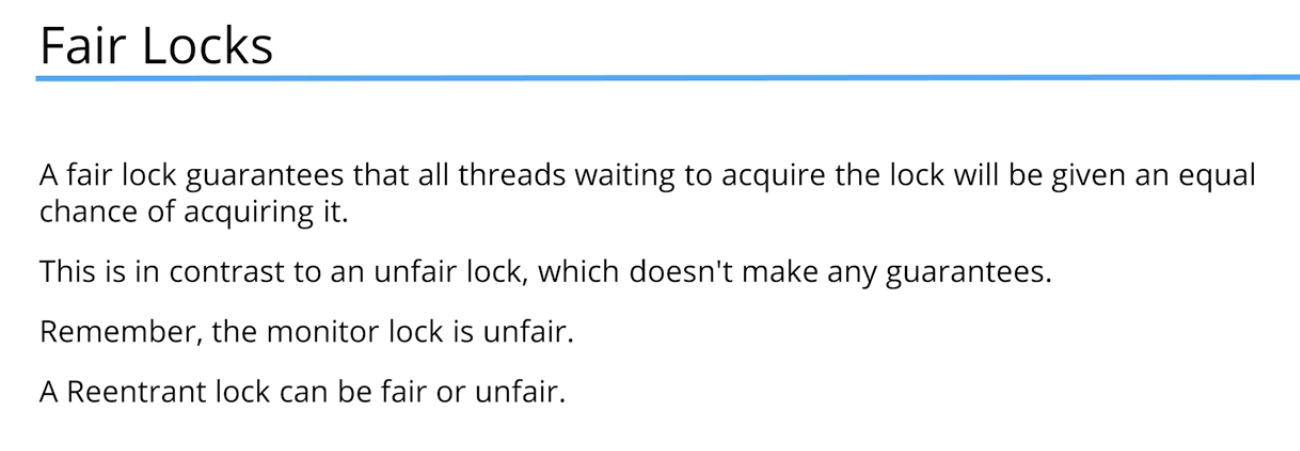 Fair Locks
A fair lock guarantees that all threads waiting to acquire the lock will be given an equal
chance of acquiring it.
This is in contrast to an unfair lock, which doesn't make any guarantees.
Remember, the monitor lock is unfair.
A Reentrant lock can be fair or unfair.